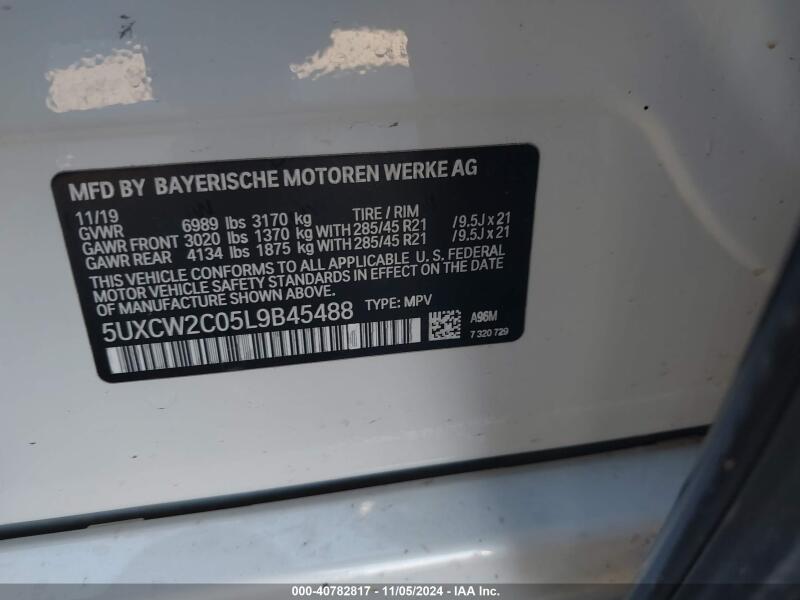 MFD BY BAYERISCHE MOTOREN WERKE AG
11/19 TIRE / RIM
GVWR 6989 lbs 3170 kg
GAWR FRONT 3020 lbs 1370 kg WITH 285/45 R21 /9.5J x 21
GAWR REAR 4134 lbs 1875 kg WITH 285/45 R21 /9.5J x 21
THIS VEHICLE CONFORMS TO ALL APPLICABLE U. S. FEDERAL
MOTOR VEHICLE SAFETY STANDARDS IN EFFECT ON THE DATE
OF MANUFACTURE SHOWN ABOVE.
5UXCW2C05L9B45488 TYPE: MPV
A96M
7 320 729
000-40782817 - 11/05/2024 - IAA Inc.